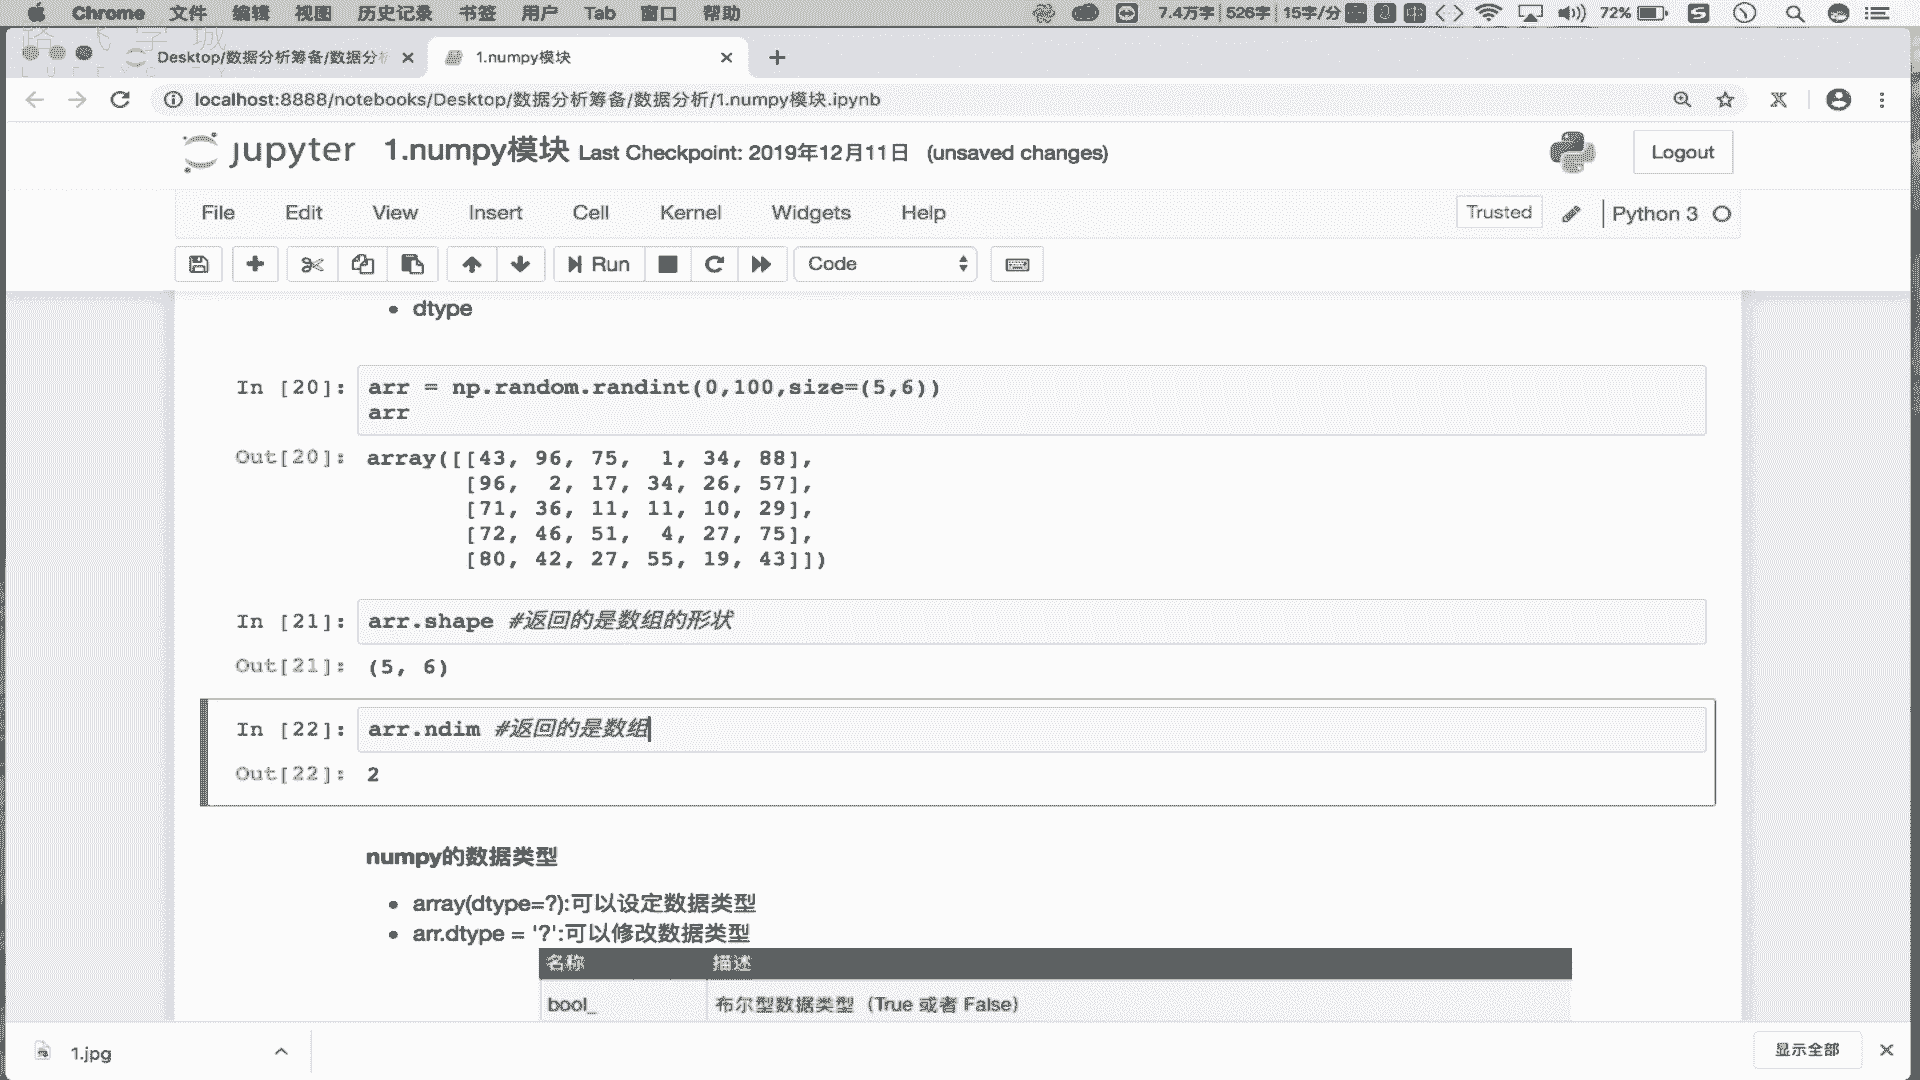 Chrome 文件 编辑 视图 历史记录 书签 用户 Tab 窗口 帮助 7.4万字 526字 15字/分 72%
Desktop/数据分析筹备/数据分析
1.numpy模块
localhost:8888/notebooks/Desktop/数据分析筹备/数据分析/1.numpy模块.ipynb
jupyter 1.numpy模块 Last Checkpoint: 2019年12月11日 (unsaved changes)
Logout
File Edit View Insert Cell Kernel Widgets Help
Trusted Python 3
Run Code
dtype
In [20]: arr = np.random.randint(0,100,size=(5,6))
arr
Out[20]: array([[43, 96, 75,  1, 34, 88],
[96,  2, 17, 34, 26, 57],
[71, 36, 11, 11, 10, 29],
[72, 46, 51,  4, 27, 75],
[80, 42, 27, 55, 19, 43]])
In [21]: arr.shape #返回的是数组的形状
Out[21]: (5, 6)
In [22]: arr.ndim #返回的是数组
Out[22]: 2
numpy的数据类型
array(dtype=?):可以设定数据类型
arr.dtype = '?':可以修改数据类型
名称 描述
bool_ 布尔型数据类型（True 或者 False）
1.jpg
显示全部